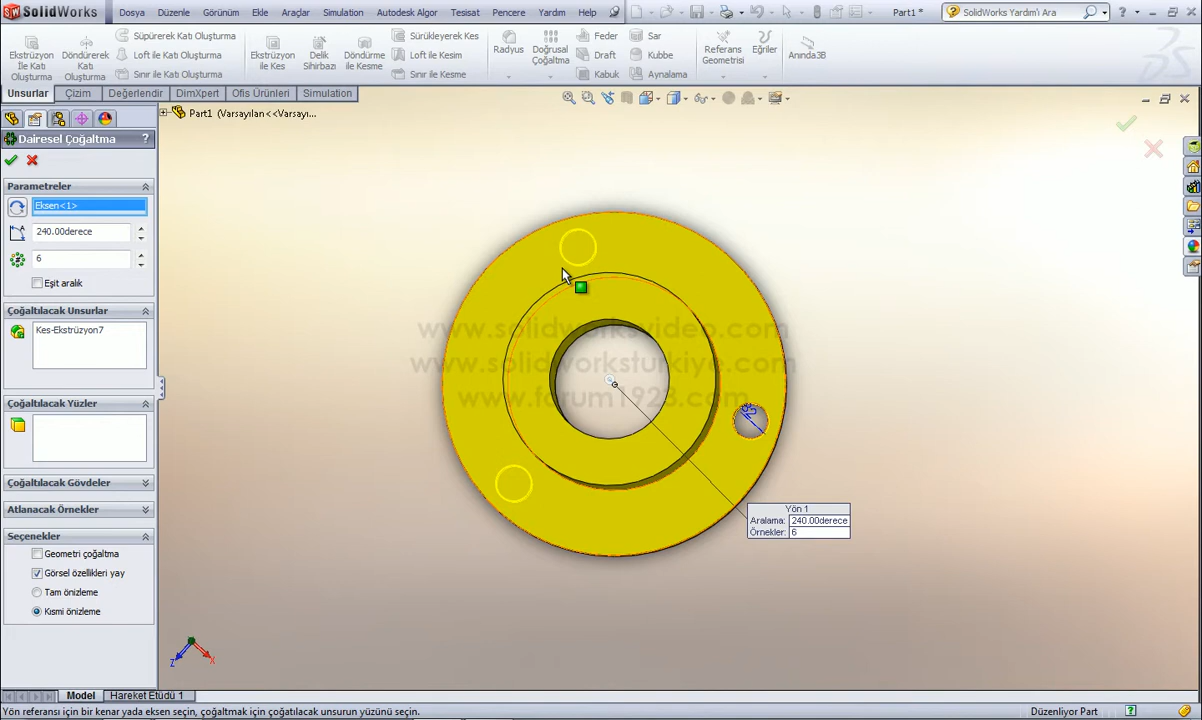 SolidWorks
Dosya Düzenle Görünüm Ekle Araçlar Simulation Autodesk Algor Tesisat Pencere Yardım Help
Part1 *
SolidWorks Yardım'ı Ara
Ekstrüzyon İle Katı Oluşturma
Döndürerek Katı Oluşturma
Süpürerek Katı Oluşturma
Loft ile Katı Oluşturma
Sınır ile Katı Oluşturma
Ekstrüzyon ile Kes
Delik Sihirbazı
Döndürme ile Kesme
Sürükleyerek Kes
Loft ile Kesim
Sınır ile Kesme
Radyus
Doğrusal Çoğaltma
Feder
Draft
Kabuk
Sar
Kubbe
Aynalama
Referans Geometrisi
Eğriler
Anında3B
Unsurlar Çizim Değerlendir DimXpert Ofis Ürünleri Simulation
Part1 (Varsayılan<<Varsayı...
Dairesel Çoğaltma ?
Parametreler
Eksen<1>
240.00derece
6
Eşit aralık
Çoğaltılacak Unsurlar
Kes-Ekstrüzyon7
Çoğaltılacak Yüzler
Çoğaltılacak Gövdeler
Atlanacak Örnekler
Seçenekler
Geometri çoğaltma
Görsel özellikleri yay
Tam önizleme
Kısmi önizleme
www.solidworksvideo.com
www.solidworksturkiye.com
www.forum1923.com
Yön 1
Aralama: 240.00derece
Örnekler: 6
Z
X
Model Hareket Etüdü 1
Yön referansı için bir kenar yada eksen seçin, çoğaltmak için çoğatılacak unsurun yüzünü seçin.
Düzenliyor Part